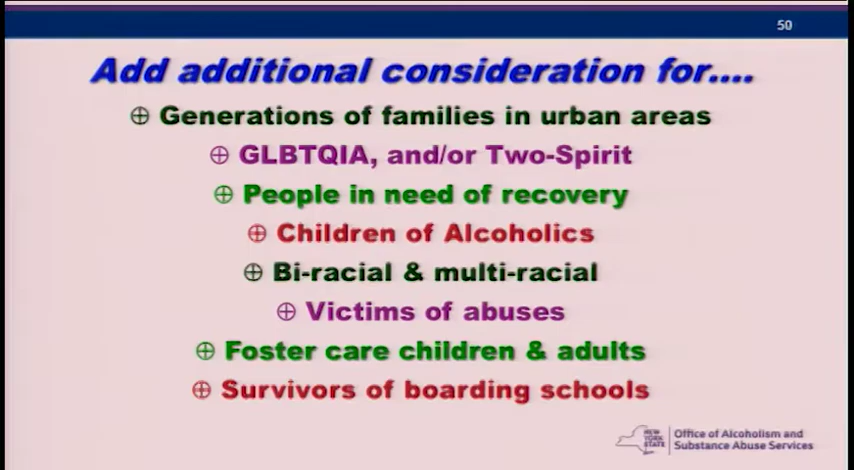 50
Add additional consideration for....
⊕ Generations of families in urban areas
⊕ GLBTQIA, and/or Two-Spirit
⊕ People in need of recovery
⊕ Children of Alcoholics
⊕ Bi-racial & multi-racial
⊕ Victims of abuses
⊕ Foster care children & adults
⊕ Survivors of boarding schools
NEW
YORK
STATE
Office of Alcoholism and
Substance Abuse Services